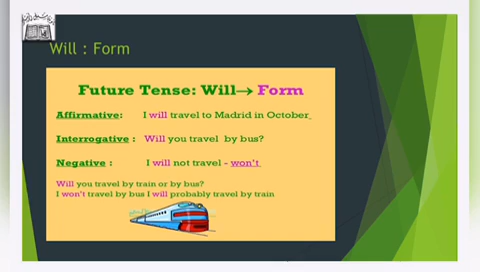 Will : Form
Future Tense: Will→ Form
Affirmative: I will travel to Madrid in October.
Interrogative : Will you travel by bus?
Negative : I will not travel - won't
Will you travel by train or by bus?
I won't travel by bus I will probably travel by train